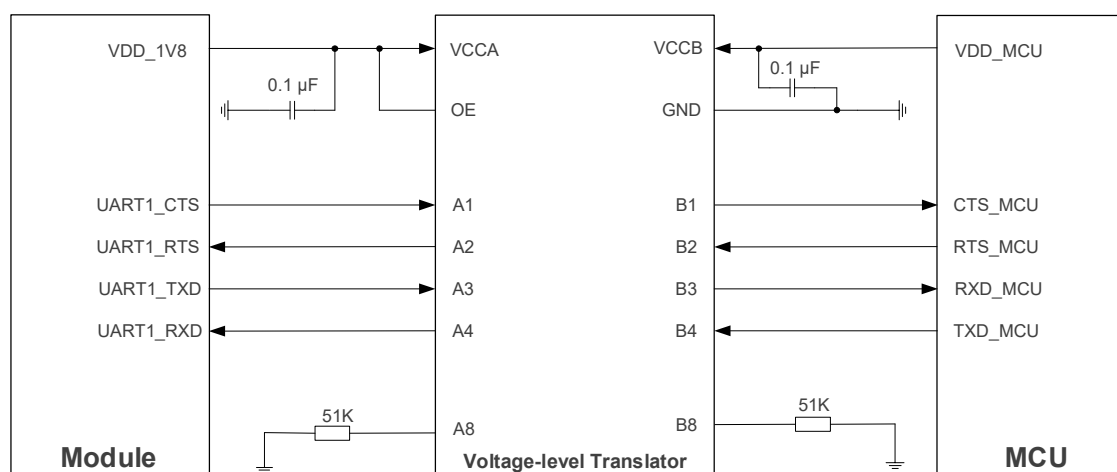 VDD_1V8 VCCA VCCB VDD_MCU
0.1 µF 0.1 µF
OE GND
UART1_CTS A1 B1 CTS_MCU
UART1_RTS A2 B2 RTS_MCU
UART1_TXD A3 B3 RXD_MCU
UART1_RXD A4 B4 TXD_MCU
51K 51K
A8 B8
Module Voltage-level Translator MCU